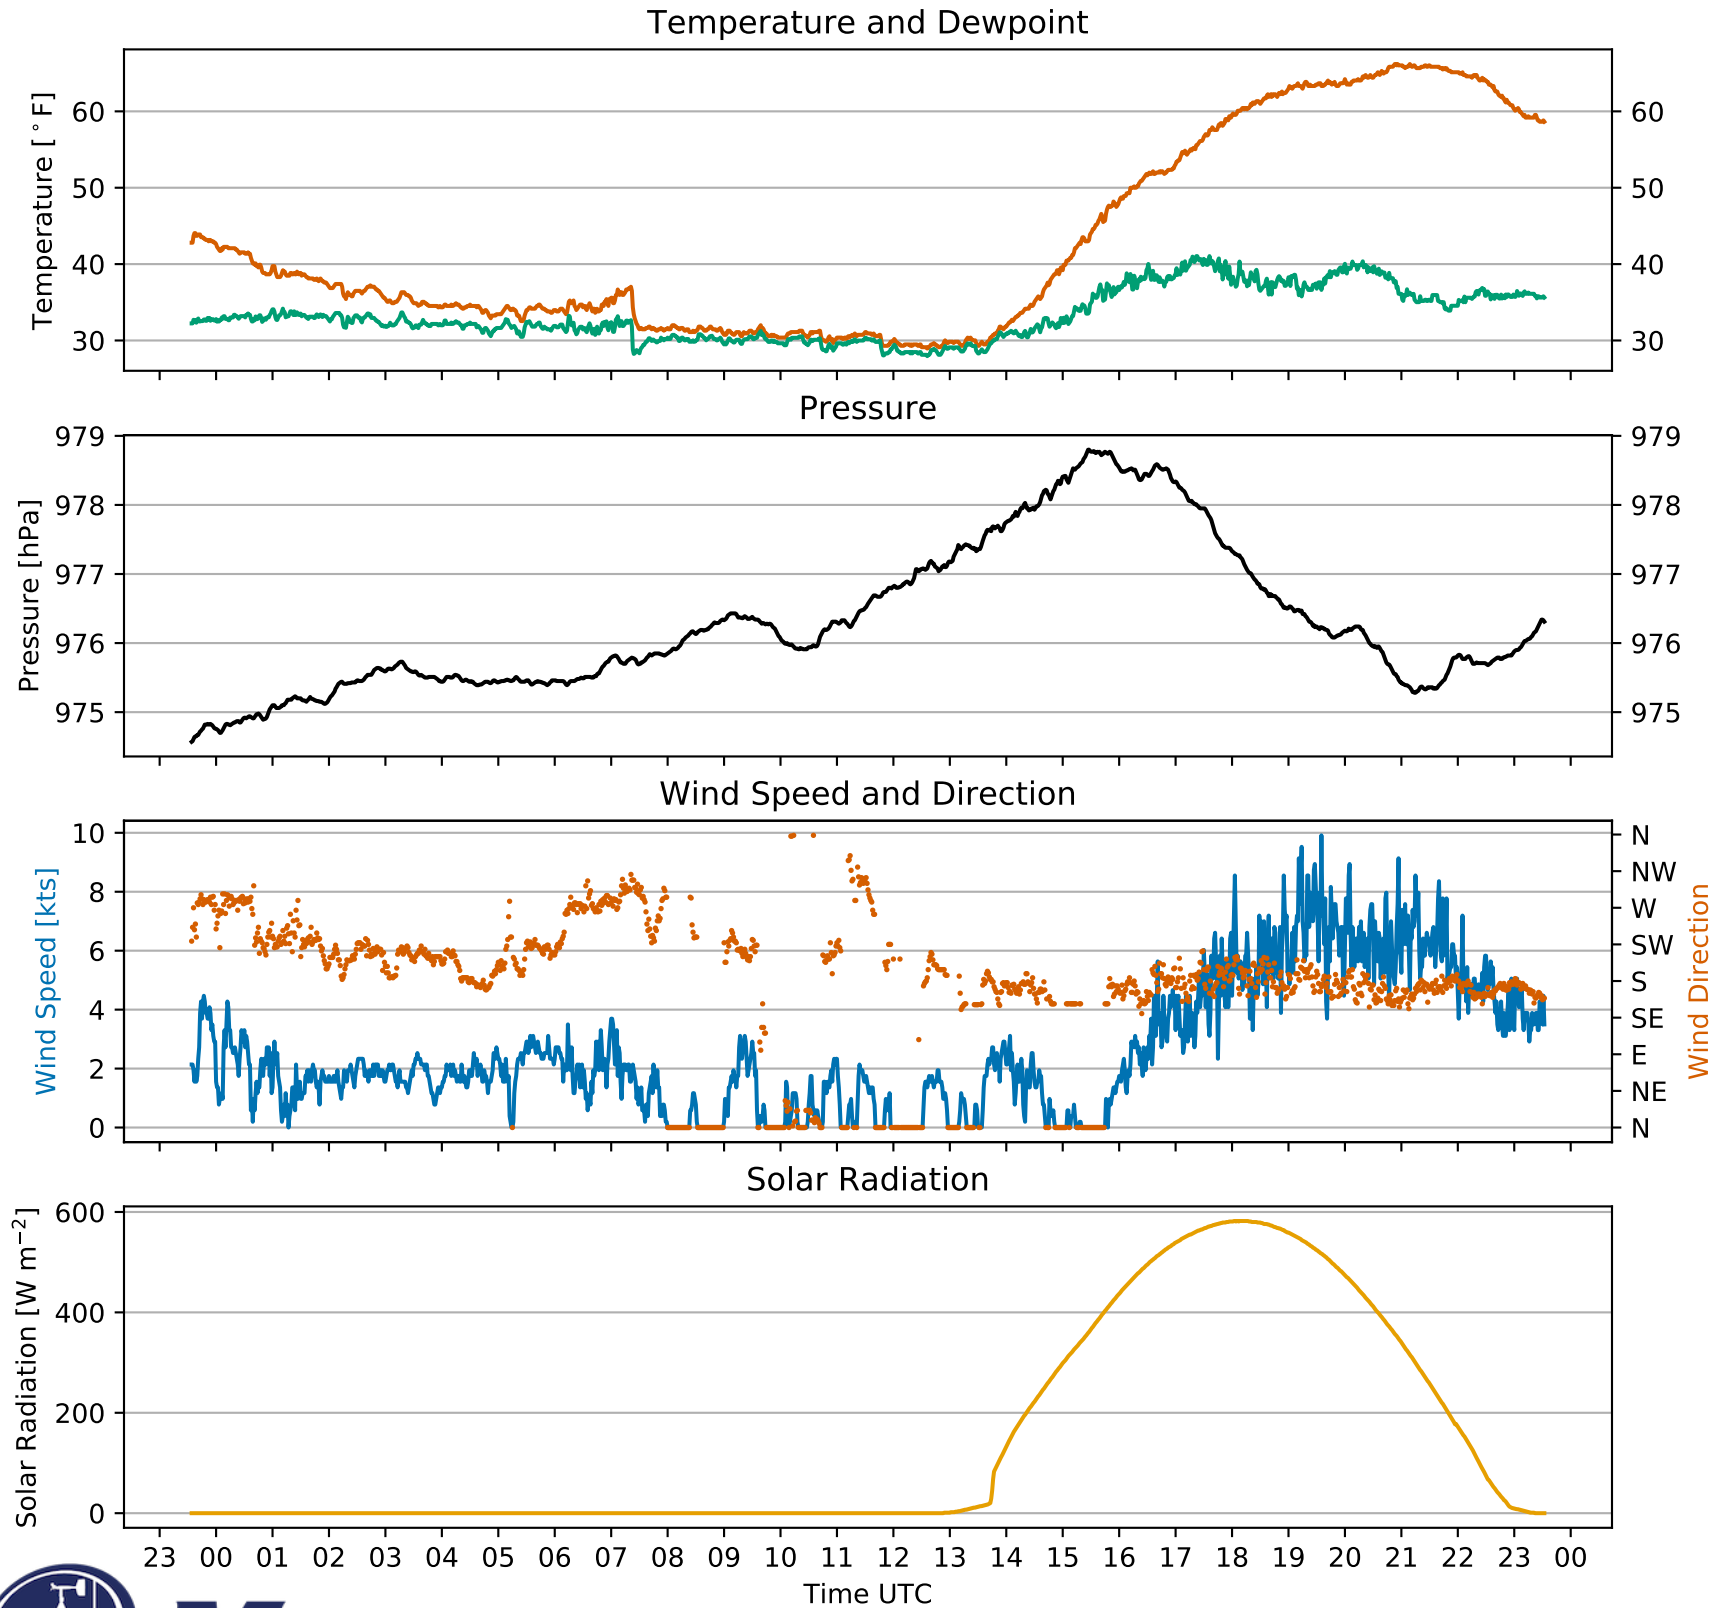 Temperature and Dewpoint
Temperature [°F]
60 60
50 50
40 40
30 30
Pressure
Pressure [hPa]
979 979
978 978
977 977
976 976
975 975
Wind Speed and Direction
Wind Speed [kts]
Wind Direction
10 N
NW
8
W
6 SW
S
4
SE
2 E
NE
0 N
Solar Radiation
Solar Radiation [W m⁻²]
600
400
200
0
23 00 01 02 03 04 05 06 07 08 09 10 11 12 13 14 15 16 17 18 19 20 21 22 23 00
Time UTC